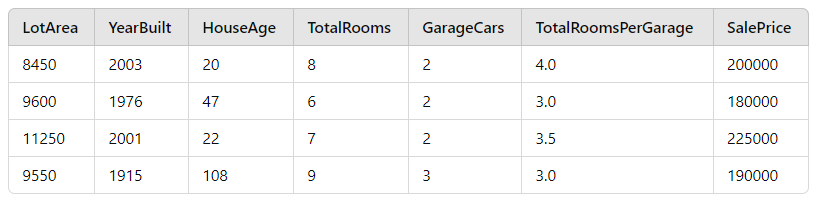 LotArea YearBuilt HouseAge TotalRooms GarageCars TotalRoomsPerGarage SalePrice
8450 2003 20 8 2 4.0 200000
9600 1976 47 6 2 3.0 180000
11250 2001 22 7 2 3.5 225000
9550 1915 108 9 3 3.0 190000